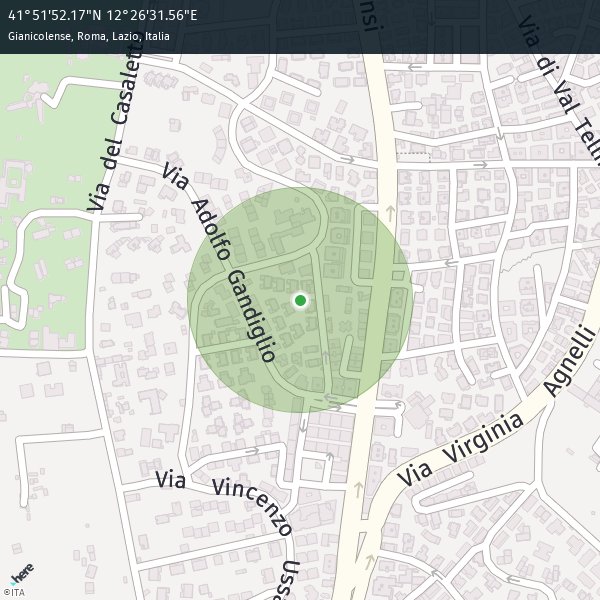 41°51'52.17"N 12°26'31.56"E
Gianicolense, Roma, Lazio, Italia
nsi
Via di Val Tellin
Via del Casaletto
Via Adolfo Gandiglio
Via Virginia Agnelli
Via Vincenzo
Uss
here
©ITA